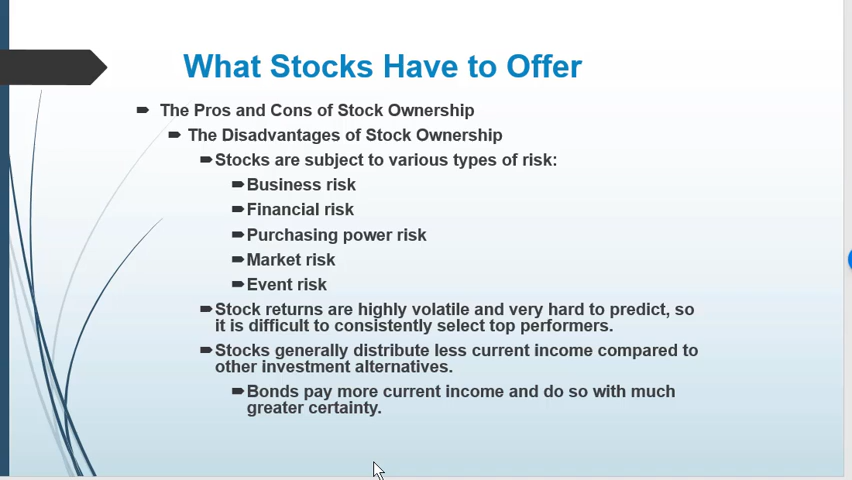 What Stocks Have to Offer
The Pros and Cons of Stock Ownership
The Disadvantages of Stock Ownership
Stocks are subject to various types of risk:
Business risk
Financial risk
Purchasing power risk
Market risk
Event risk
Stock returns are highly volatile and very hard to predict, so
it is difficult to consistently select top performers.
Stocks generally distribute less current income compared to
other investment alternatives.
Bonds pay more current income and do so with much
greater certainty.